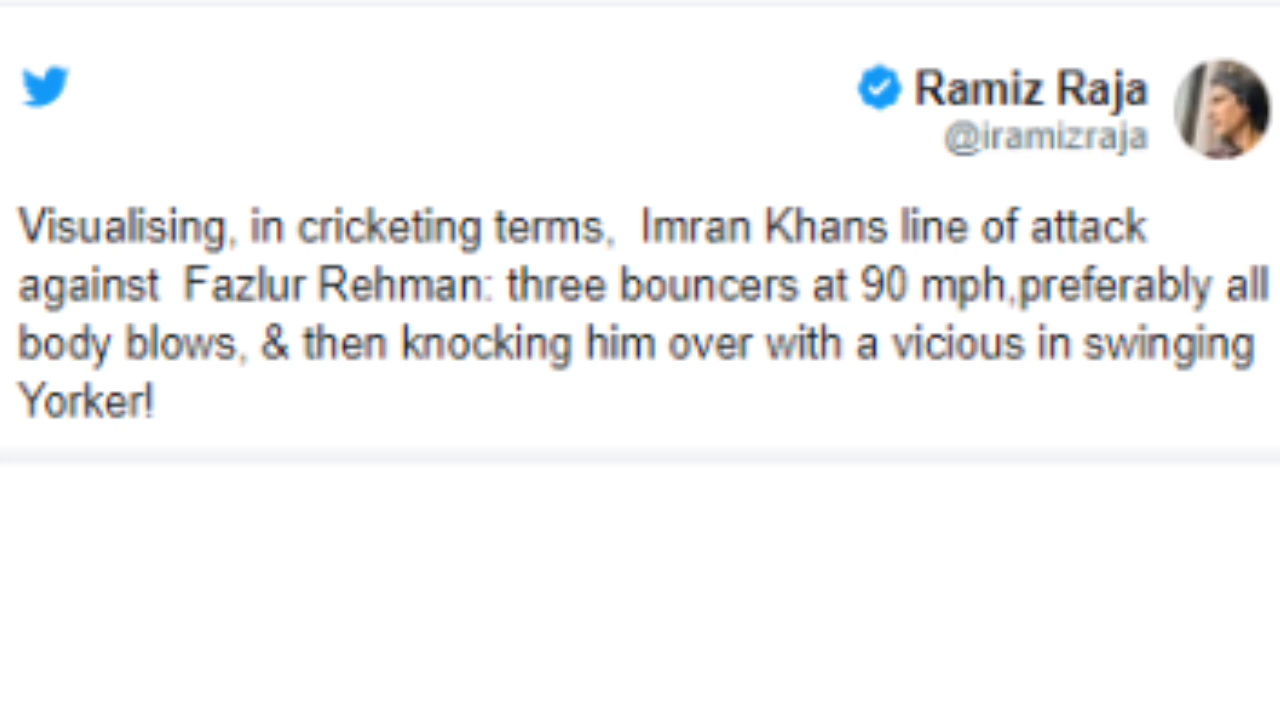 Ramiz Raja
@iramizraja
Visualising, in cricketing terms,  Imran Khans line of attack
against  Fazlur Rehman: three bouncers at 90 mph,preferably all
body blows, & then knocking him over with a vicious in swinging
Yorker!